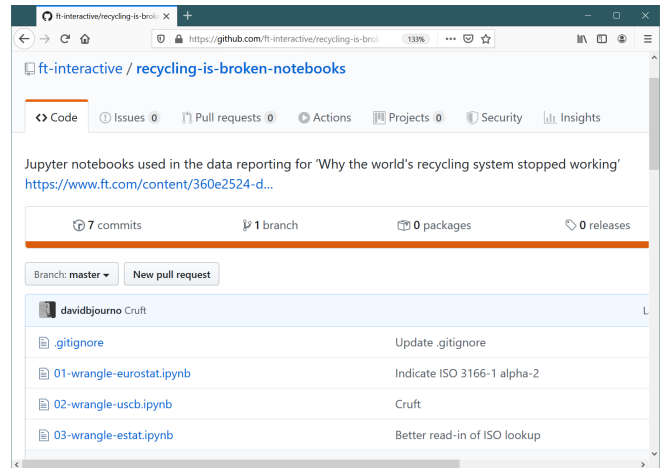 ft-interactive/recycling-is-broke
https://github.com/ft-interactive/recycling-is-brok 133%
ft-interactive / recycling-is-broken-notebooks
Code Issues 0 Pull requests 0 Actions Projects 0 Security Insights
Jupyter notebooks used in the data reporting for ‘Why the world's recycling system stopped working’
https://www.ft.com/content/360e2524-d...
7 commits 1 branch 0 packages 0 releases
Branch: master New pull request
davidbjourno Cruft
.gitignore Update .gitignore
01-wrangle-eurostat.ipynb Indicate ISO 3166-1 alpha-2
02-wrangle-uscb.ipynb Cruft
03-wrangle-estat.ipynb Better read-in of ISO lookup